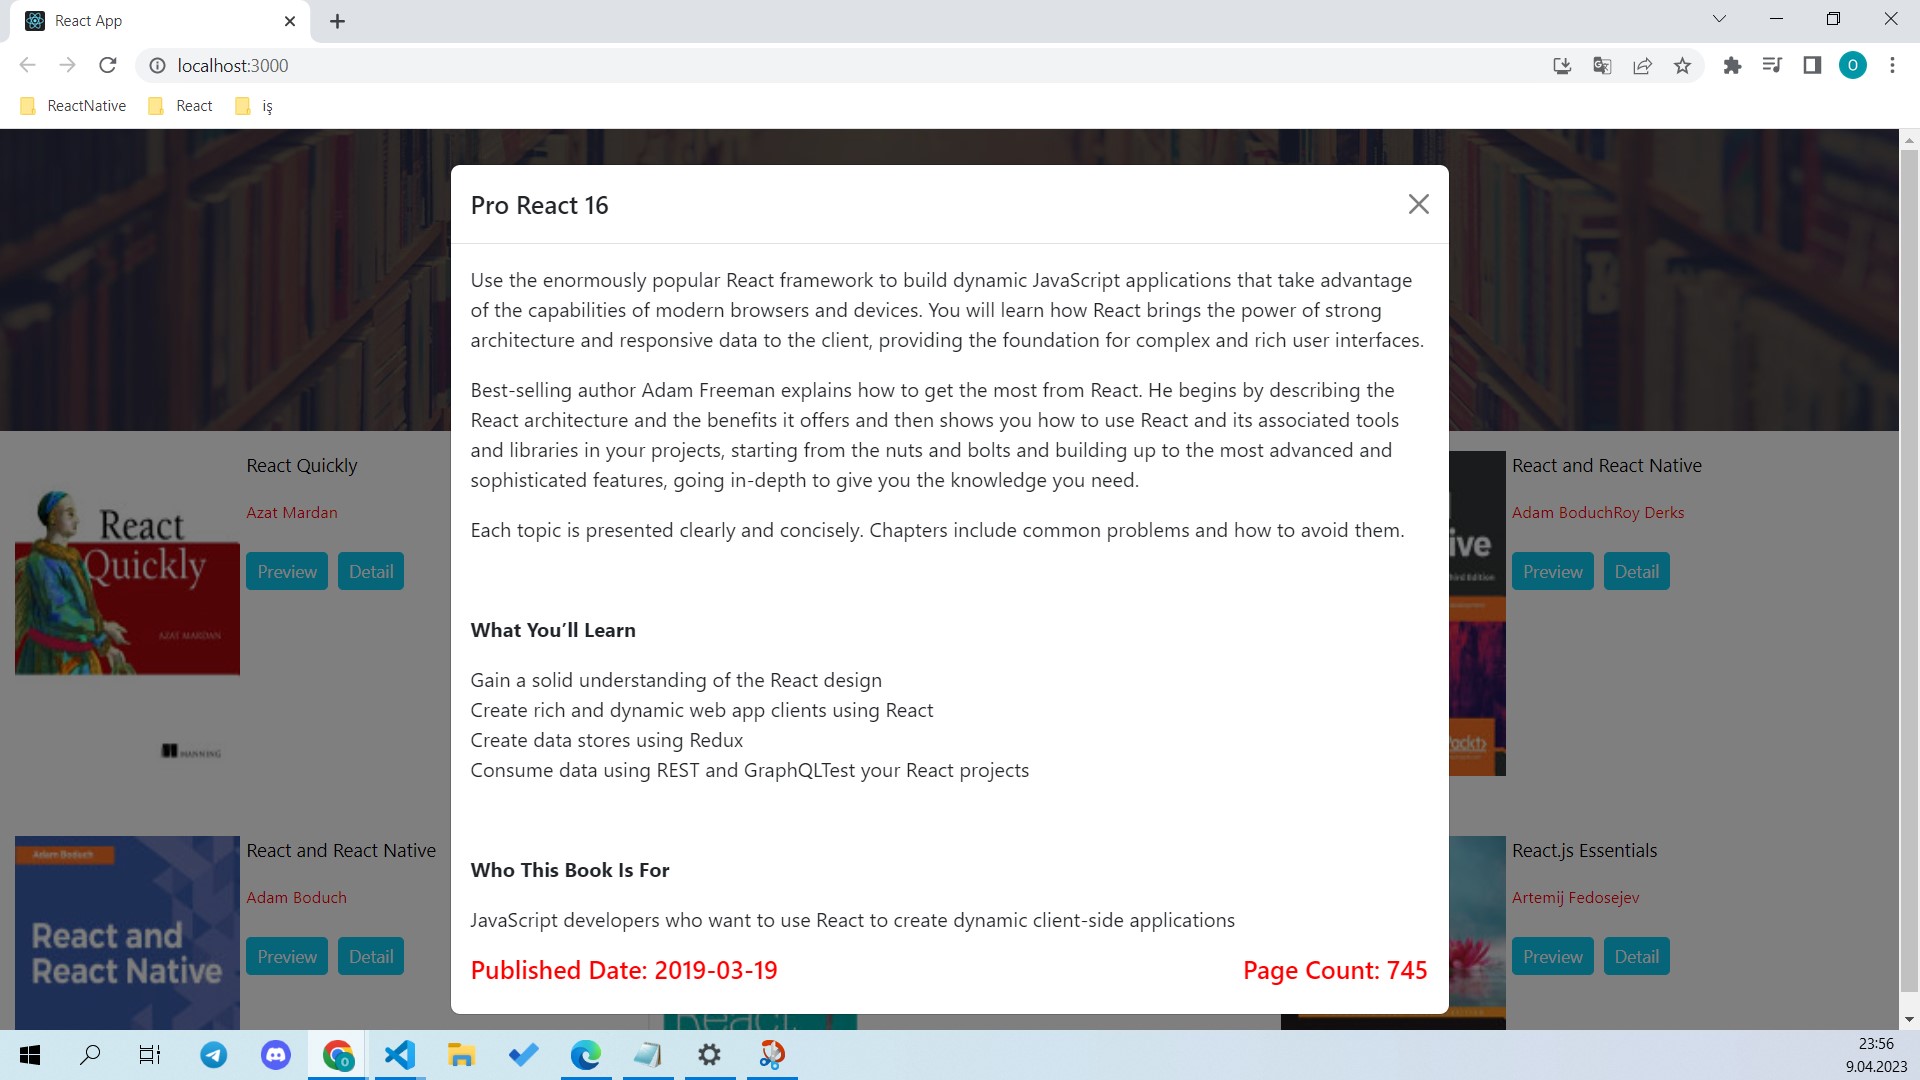 React App
localhost:3000
O
ReactNative
React
iş
Pro React 16
Use the enormously popular React framework to build dynamic JavaScript applications that take advantage
of the capabilities of modern browsers and devices. You will learn how React brings the power of strong
architecture and responsive data to the client, providing the foundation for complex and rich user interfaces.
Best-selling author Adam Freeman explains how to get the most from React. He begins by describing the
React architecture and the benefits it offers and then shows you how to use React and its associated tools
and libraries in your projects, starting from the nuts and bolts and building up to the most advanced and
sophisticated features, going in-depth to give you the knowledge you need.
Each topic is presented clearly and concisely. Chapters include common problems and how to avoid them.
What You’ll Learn
Gain a solid understanding of the React design
Create rich and dynamic web app clients using React
Create data stores using Redux
Consume data using REST and GraphQLTest your React projects
Who This Book Is For
JavaScript developers who want to use React to create dynamic client-side applications
Published Date: 2019-03-19
Page Count: 745
React Quickly
Azat Mardan
Preview
Detail
React
Quickly
AZAT MARDAN
MANNING
React and React Native
Adam BoduchRoy Derks
Preview
Detail
ive
Third Edition
Packt>
React and React Native
Adam Boduch
Preview
Detail
Adam Boduch
React and
React Native
React.js Essentials
Artemij Fedosejev
Preview
Detail
React
23:56
9.04.2023